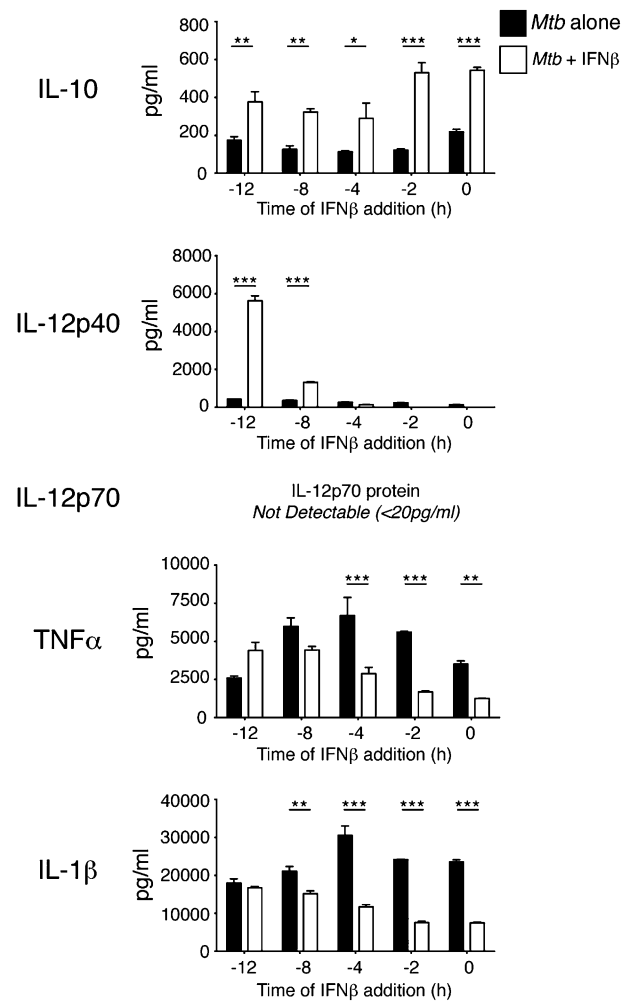 Mtb alone
Mtb + IFNβ
IL-10
pg/ml
800
600
400
200
0
** ** * *** ***
-12 -8 -4 -2 0
Time of IFNβ addition (h)
IL-12p40
pg/ml
8000
6000
4000
2000
0
*** ***
-12 -8 -4 -2 0
Time of IFNβ addition (h)
IL-12p70
IL-12p70 protein
Not Detectable (<20pg/ml)
TNFα
pg/ml
10000
7500
5000
2500
0
*** *** **
-12 -8 -4 -2 0
Time of IFNβ addition (h)
IL-1β
pg/ml
40000
30000
20000
10000
0
** *** *** ***
-12 -8 -4 -2 0
Time of IFNβ addition (h)